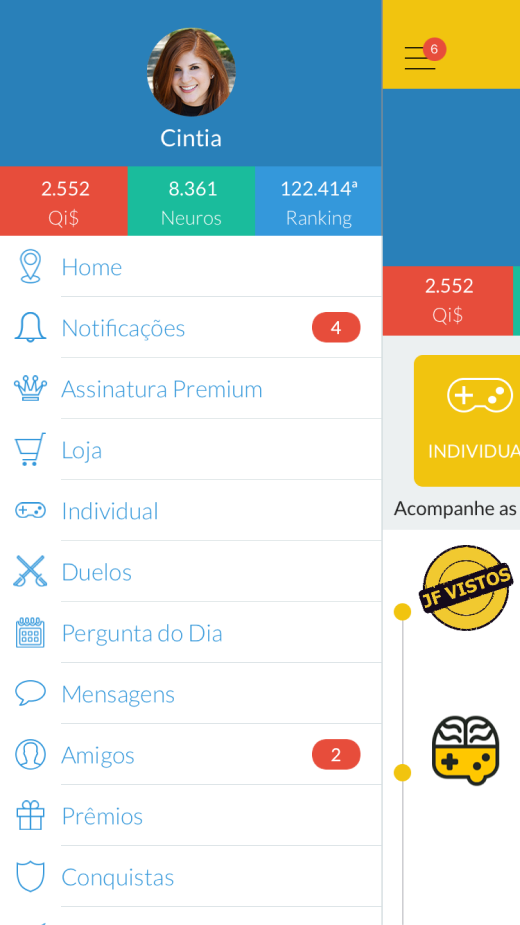 6
Cintia
2.552
8.361
122.414ª
Qi$
Neuros
Ranking
Home
Notificações
4
Assinatura Premium
Loja
Individual
Duelos
Pergunta do Dia
Mensagens
Amigos
2
Prêmios
Conquistas
2.552
Qi$
INDIVIDUA
Acompanhe as
JF VISTOS